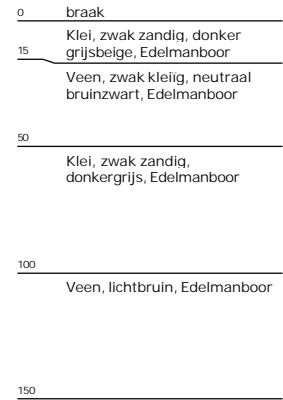 0 braak
Klei, zwak zandig, donker
15 grijsbeige, Edelmanboor
Veen, zwak kleiïg, neutraal
bruinzwart, Edelmanboor
50
Klei, zwak zandig,
donkergrijs, Edelmanboor
100
Veen, lichtbruin, Edelmanboor
150